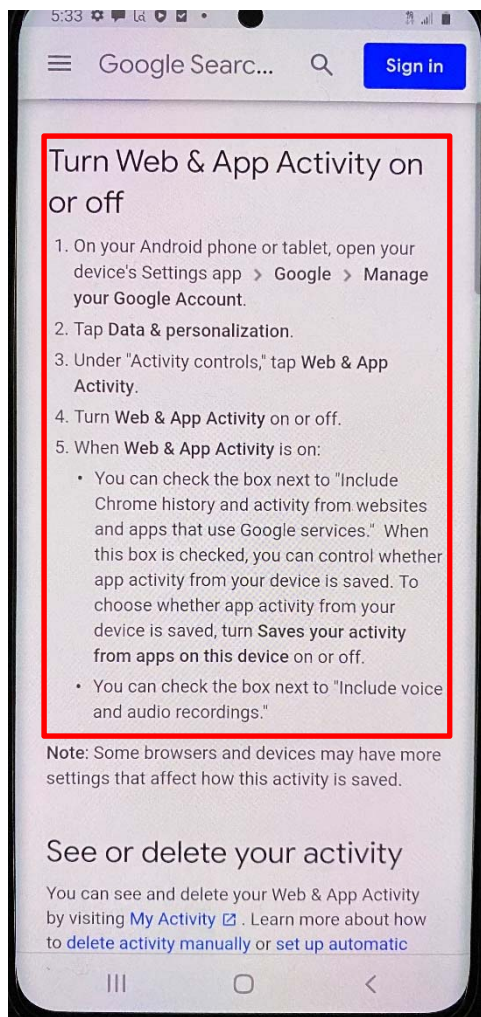 5:33
Google Searc...
Sign in
Turn Web & App Activity on
or off
1. On your Android phone or tablet, open your
device's Settings app > Google > Manage
your Google Account.
2. Tap Data & personalization.
3. Under "Activity controls," tap Web & App
Activity.
4. Turn Web & App Activity on or off.
5. When Web & App Activity is on:
• You can check the box next to "Include
Chrome history and activity from websites
and apps that use Google services." When
this box is checked, you can control whether
app activity from your device is saved. To
choose whether app activity from your
device is saved, turn Saves your activity
from apps on this device on or off.
• You can check the box next to "Include voice
and audio recordings."
Note: Some browsers and devices may have more
settings that affect how this activity is saved.
See or delete your activity
You can see and delete your Web & App Activity
by visiting My Activity. Learn more about how
to delete activity manually or set up automatic